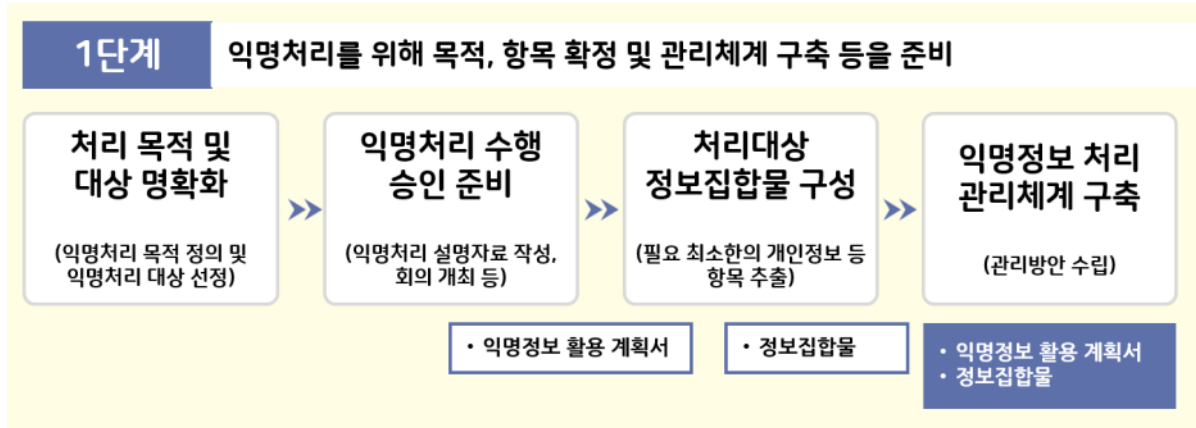 1단계
익명처리를 위해 목적, 항목 확정 및 관리체계 구축 등을 준비
처리 목적 및
대상 명확화
(익명처리 목적 정의 및
익명처리 대상 선정)
익명처리 수행
승인 준비
(익명처리 설명자료 작성,
회의 개최 등)
처리대상
정보집합물 구성
(필요 최소한의 개인정보 등
항목 추출)
익명정보 처리
관리체계 구축
(관리방안 수립)
• 익명정보 활용 계획서
• 정보집합물
• 익명정보 활용 계획서
• 정보집합물